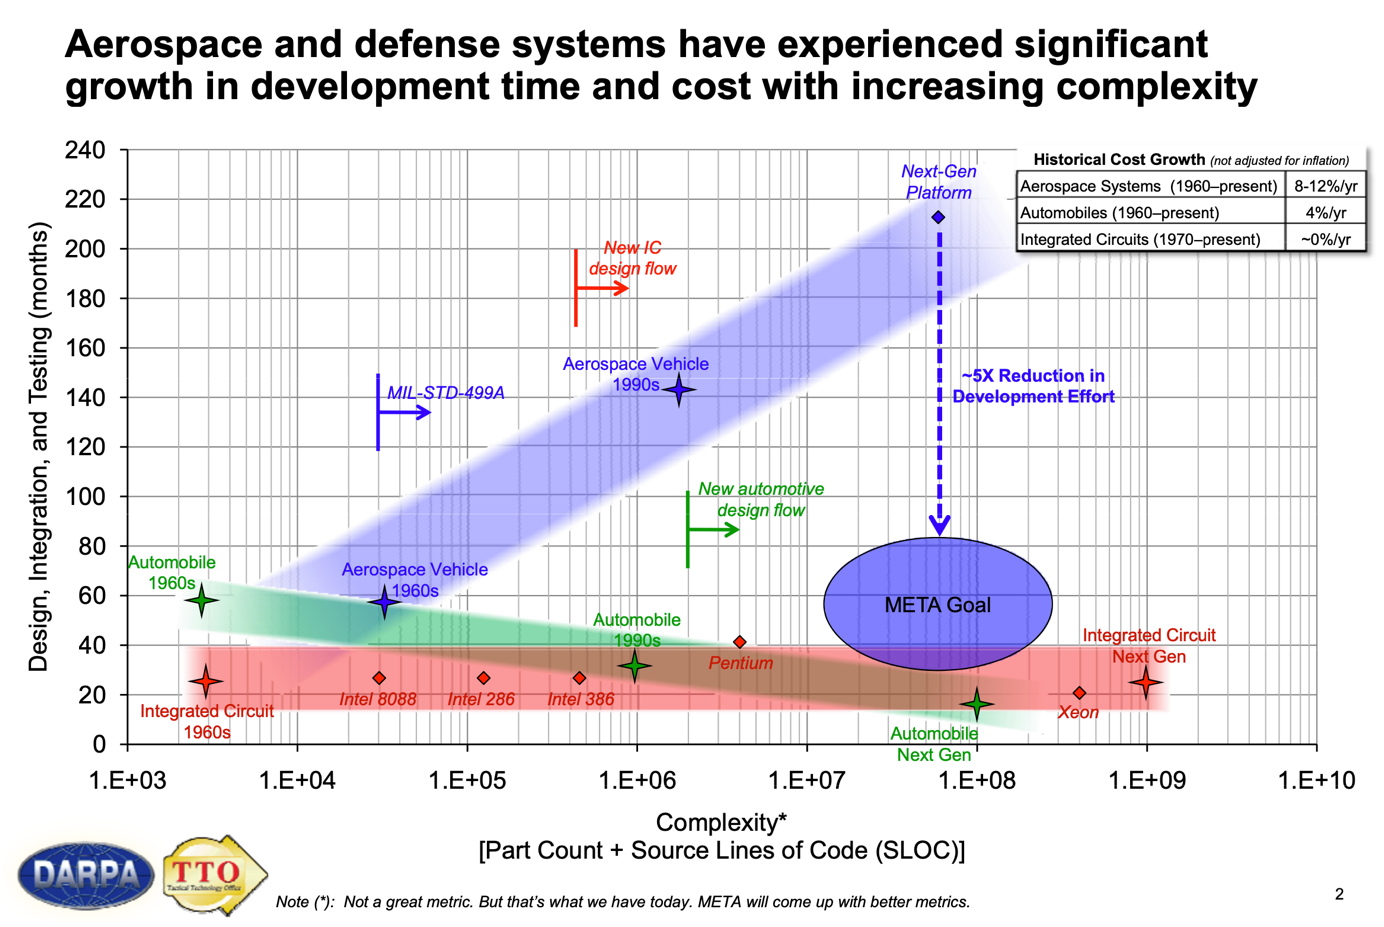 Aerospace and defense systems have experienced significant
growth in development time and cost with increasing complexity
Design, Integration, and Testing (months)
240
220
200
180
160
140
120
100
80
60
40
20
0
1.E+03
1.E+04
1.E+05
1.E+06
1.E+07
1.E+08
1.E+09
1.E+10
Complexity*
[Part Count + Source Lines of Code (SLOC)]
Historical Cost Growth (not adjusted for inflation)
Aerospace Systems (1960–present) 8-12%/yr
Automobiles (1960–present) 4%/yr
Integrated Circuits (1970–present) ~0%/yr
Next-Gen
Platform
New IC
design flow
Aerospace Vehicle
1990s
MIL-STD-499A
~5X Reduction in
Development Effort
New automotive
design flow
Automobile
1960s
Aerospace Vehicle
1960s
META Goal
Automobile
1990s
Pentium
Integrated Circuit
Next Gen
Integrated Circuit
1960s
Intel 8088
Intel 286
Intel 386
Xeon
Automobile
Next Gen
DARPA
TTO
Tactical Technology Office
Note (*): Not a great metric. But that's what we have today. META will come up with better metrics.
2